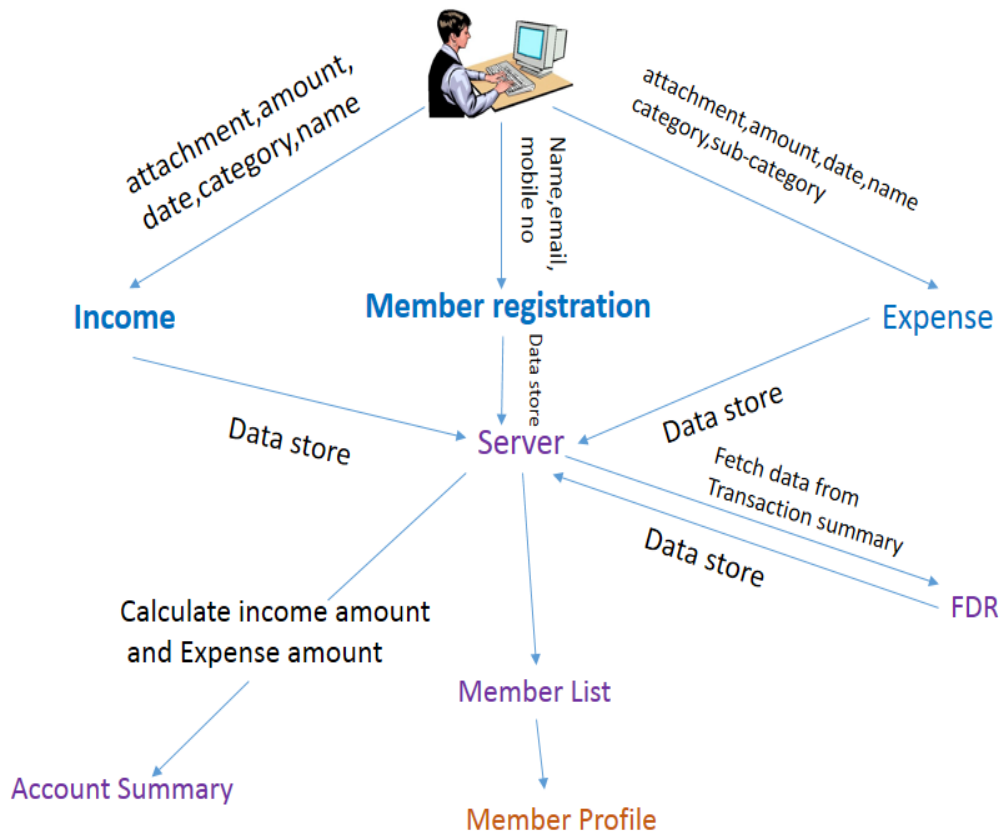 attachment,amount,
date,category,name
Name,email,
mobile no
attachment,amount,date,name
category,sub-category
Income
Member registration
Expense
Data store
Data store
Data store
Server
Fetch data from
Transaction summary
Data store
FDR
Calculate income amount
and Expense amount
Member List
Account Summary
Member Profile